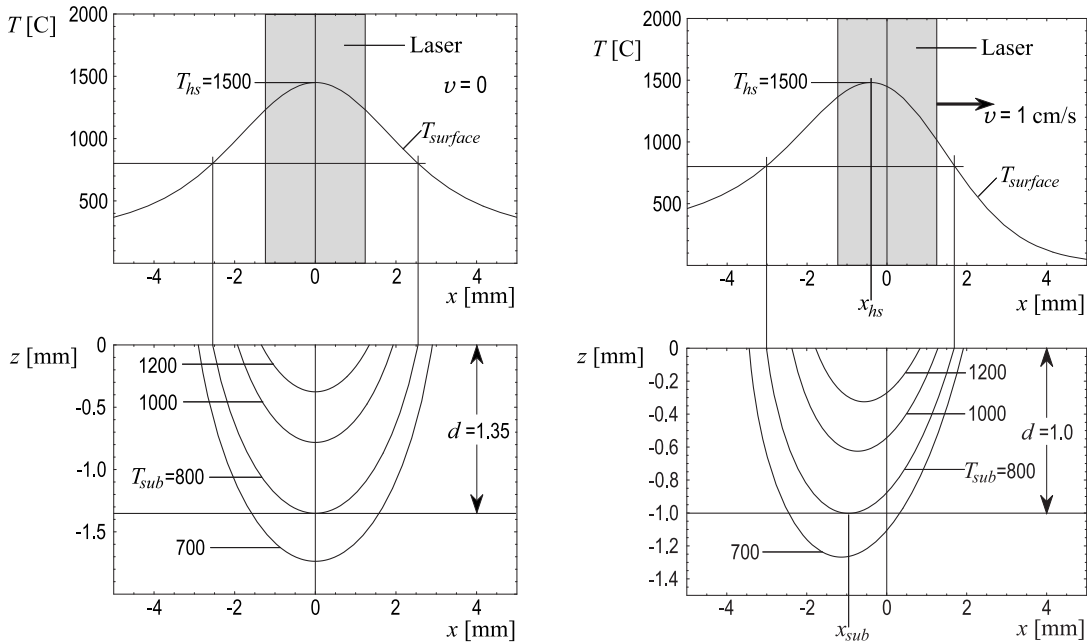 T [C]
2000
1500
1000
500
T_hs=1500
Laser
v = 0
T_surface
-4
-2
0
2
4
x [mm]
z [mm]
0
-0.5
-1.0
-1.5
1200
1000
T_sub=800
700
d =1.35
-4
-2
0
2
4
x [mm]
T [C]
2000
1500
1000
500
T_hs=1500
Laser
v = 1 cm/s
T_surface
-4
-2
0
2
4
x_hs
x [mm]
z [mm]
0
-0.2
-0.4
-0.6
-0.8
-1.0
-1.2
-1.4
1200
1000
T_sub=800
700
d =1.0
-4
-2
0
2
4
x_sub
x [mm]